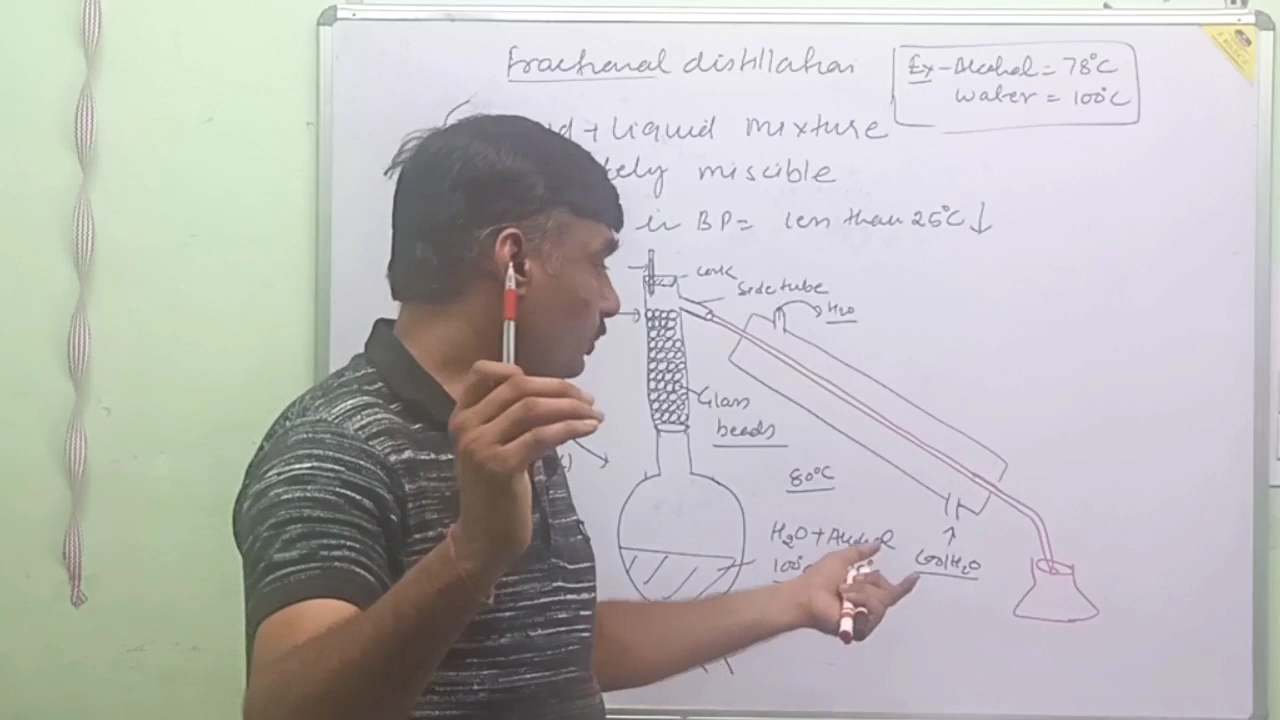 fractional distillation
Ex - Alcohol = 78°C
water = 100°C
+ Liquid mixture
miscible
in BP = less than 25°C ↓
cork
Side tube
H2O
Glass
beads
80°C
H2O + Alcohol
100°
Cool H2O